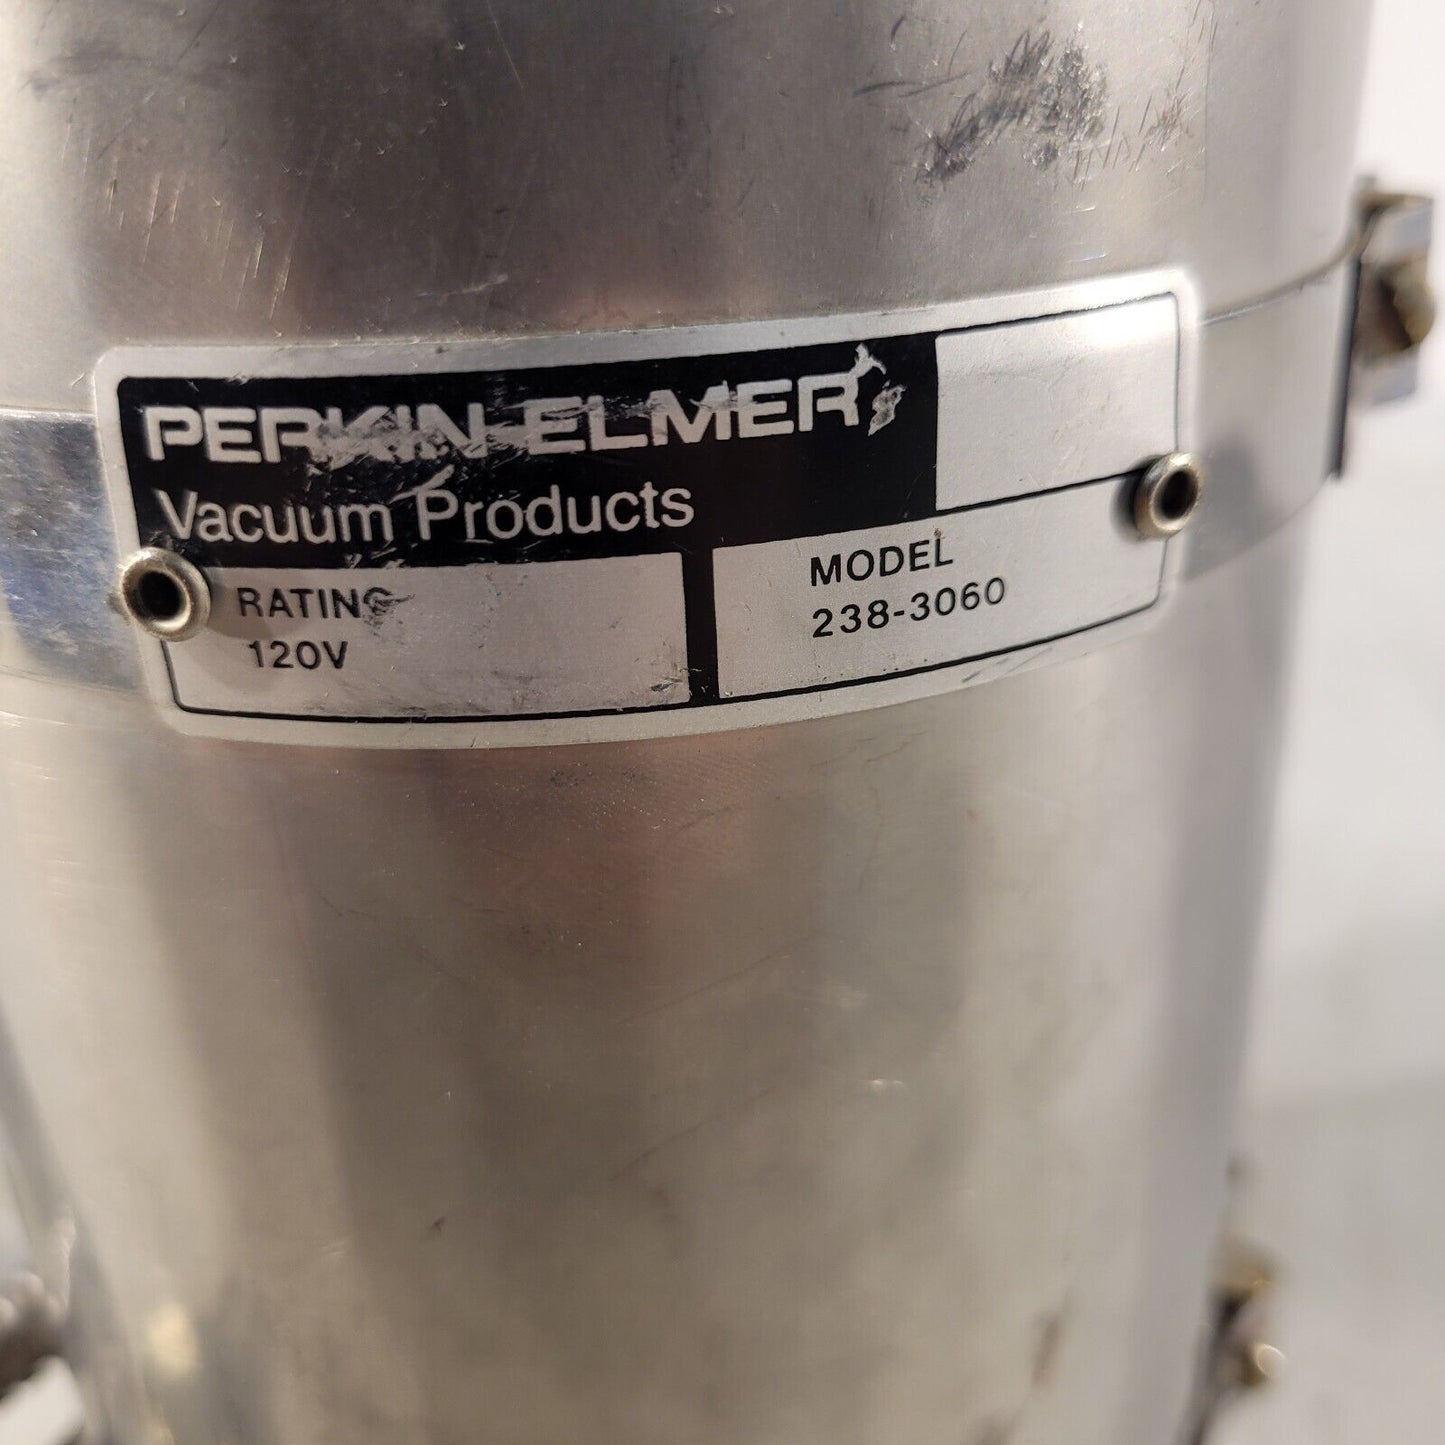 PERKIN-ELMER
Vacuum Products
RATING
120V
MODEL
238-3060